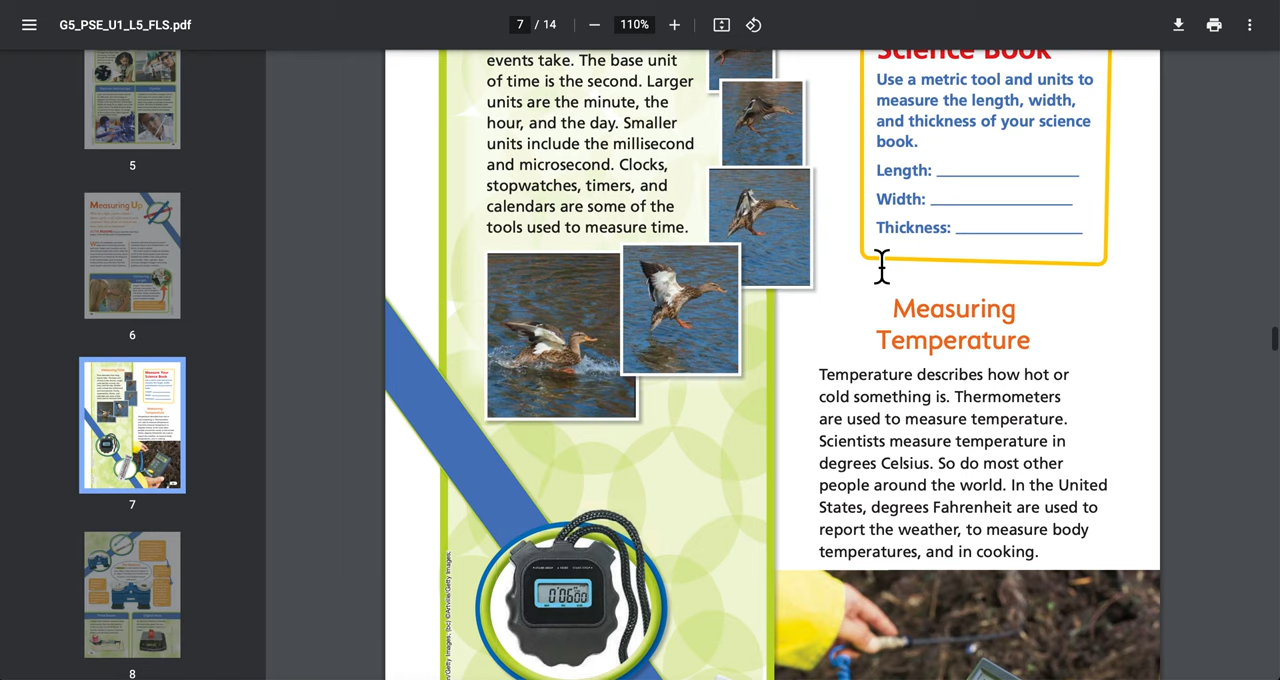 G5_PSE_U1_L5_FLS.pdf
7 / 14
110%
5
Measuring Up
6
7
8
events take. The base unit
of time is the second. Larger
units are the minute, the
hour, and the day. Smaller
units include the millisecond
and microsecond. Clocks,
stopwatches, timers, and
calendars are some of the
tools used to measure time.
Science Book
Use a metric tool and units to
measure the length, width,
and thickness of your science
book.
Length:
Width:
Thickness:
Measuring
Temperature
Temperature describes how hot or
cold something is. Thermometers
are used to measure temperature.
Scientists measure temperature in
degrees Celsius. So do most other
people around the world. In the United
States, degrees Fahrenheit are used to
report the weather, to measure body
temperatures, and in cooking.